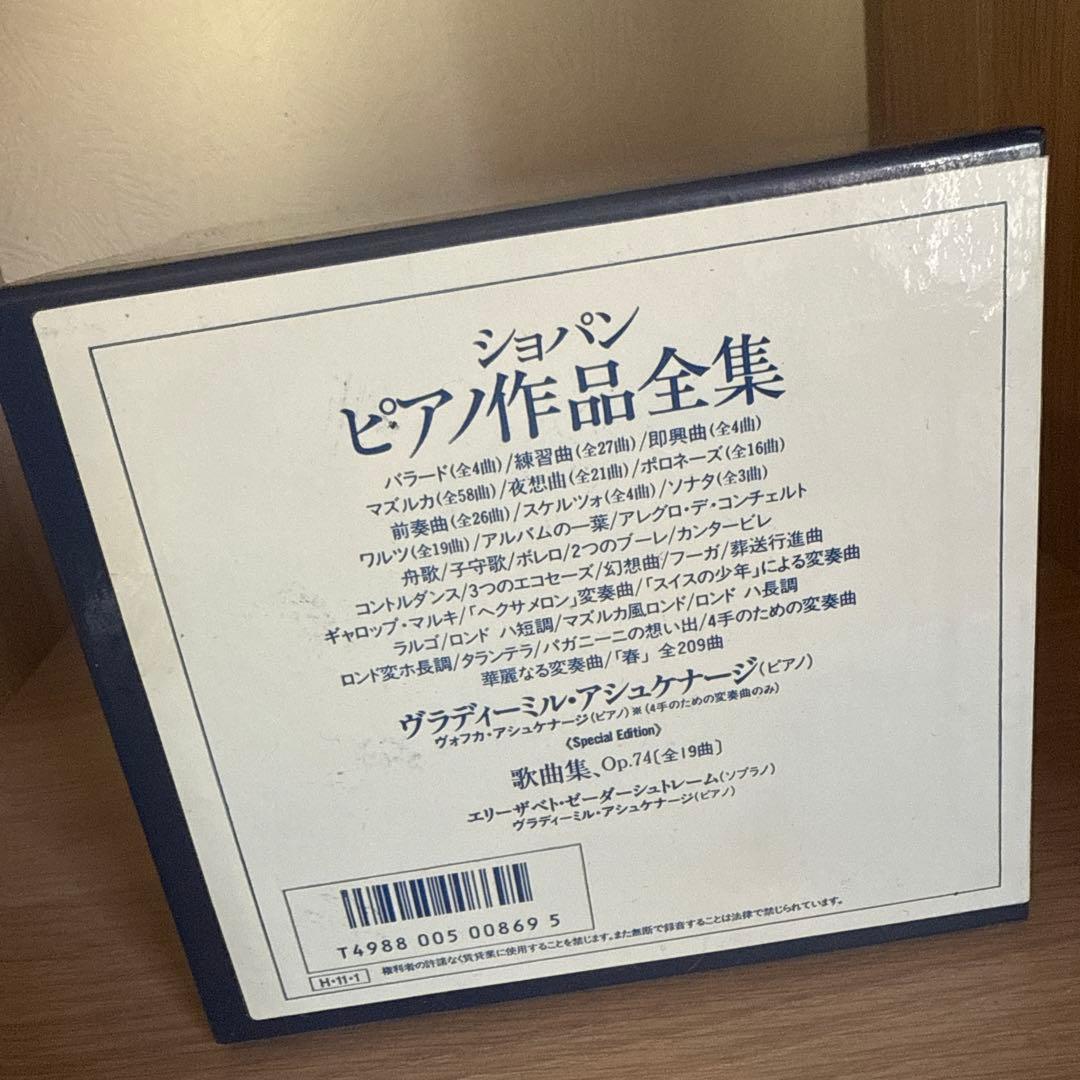 ショパン
ピアノ作品全集
バラード(全4曲)/練習曲(全27曲)/即興曲(全4曲)
マズルカ(全58曲)/夜想曲(全21曲)/ポロネーズ(全16曲)
前奏曲(全26曲)/スケルツォ(全4曲)/ソナタ(全3曲)
ワルツ(全19曲)/アルバムの一葉/アレグロ・デ・コンチェルト
舟歌/子守歌/ボレロ/2つのブーレ/カンタービレ
コントルダンス/3つのエコセーズ/幻想曲/フーガ/葬送行進曲
ギャロップ・マルキ/「ヘクサメロン」変奏曲/「スイスの少年」による変奏曲
ラルゴ/ロンド ハ短調/マズルカ風ロンド/ロンド ハ長調
ロンド変ホ長調/タランテラ/パガニーニの想い出/4手のための変奏曲
華麗なる変奏曲/「春」 全209曲
ヴラディーミル・アシュケナージ(ピアノ)
ヴォフカ・アシュケナージ(ピアノ)※(4手のための変奏曲のみ)
《Special Edition》
歌曲集、Op.74〔全19曲〕
エリーザベト・ゼーダーシュトレーム(ソプラノ)
ヴラディーミル・アシュケナージ(ピアノ)
T4988 005 00869 5
H・11・1 権利者の許諾なく賃貸業に使用することを禁じます。また無断で録音することは法律で禁じられています。